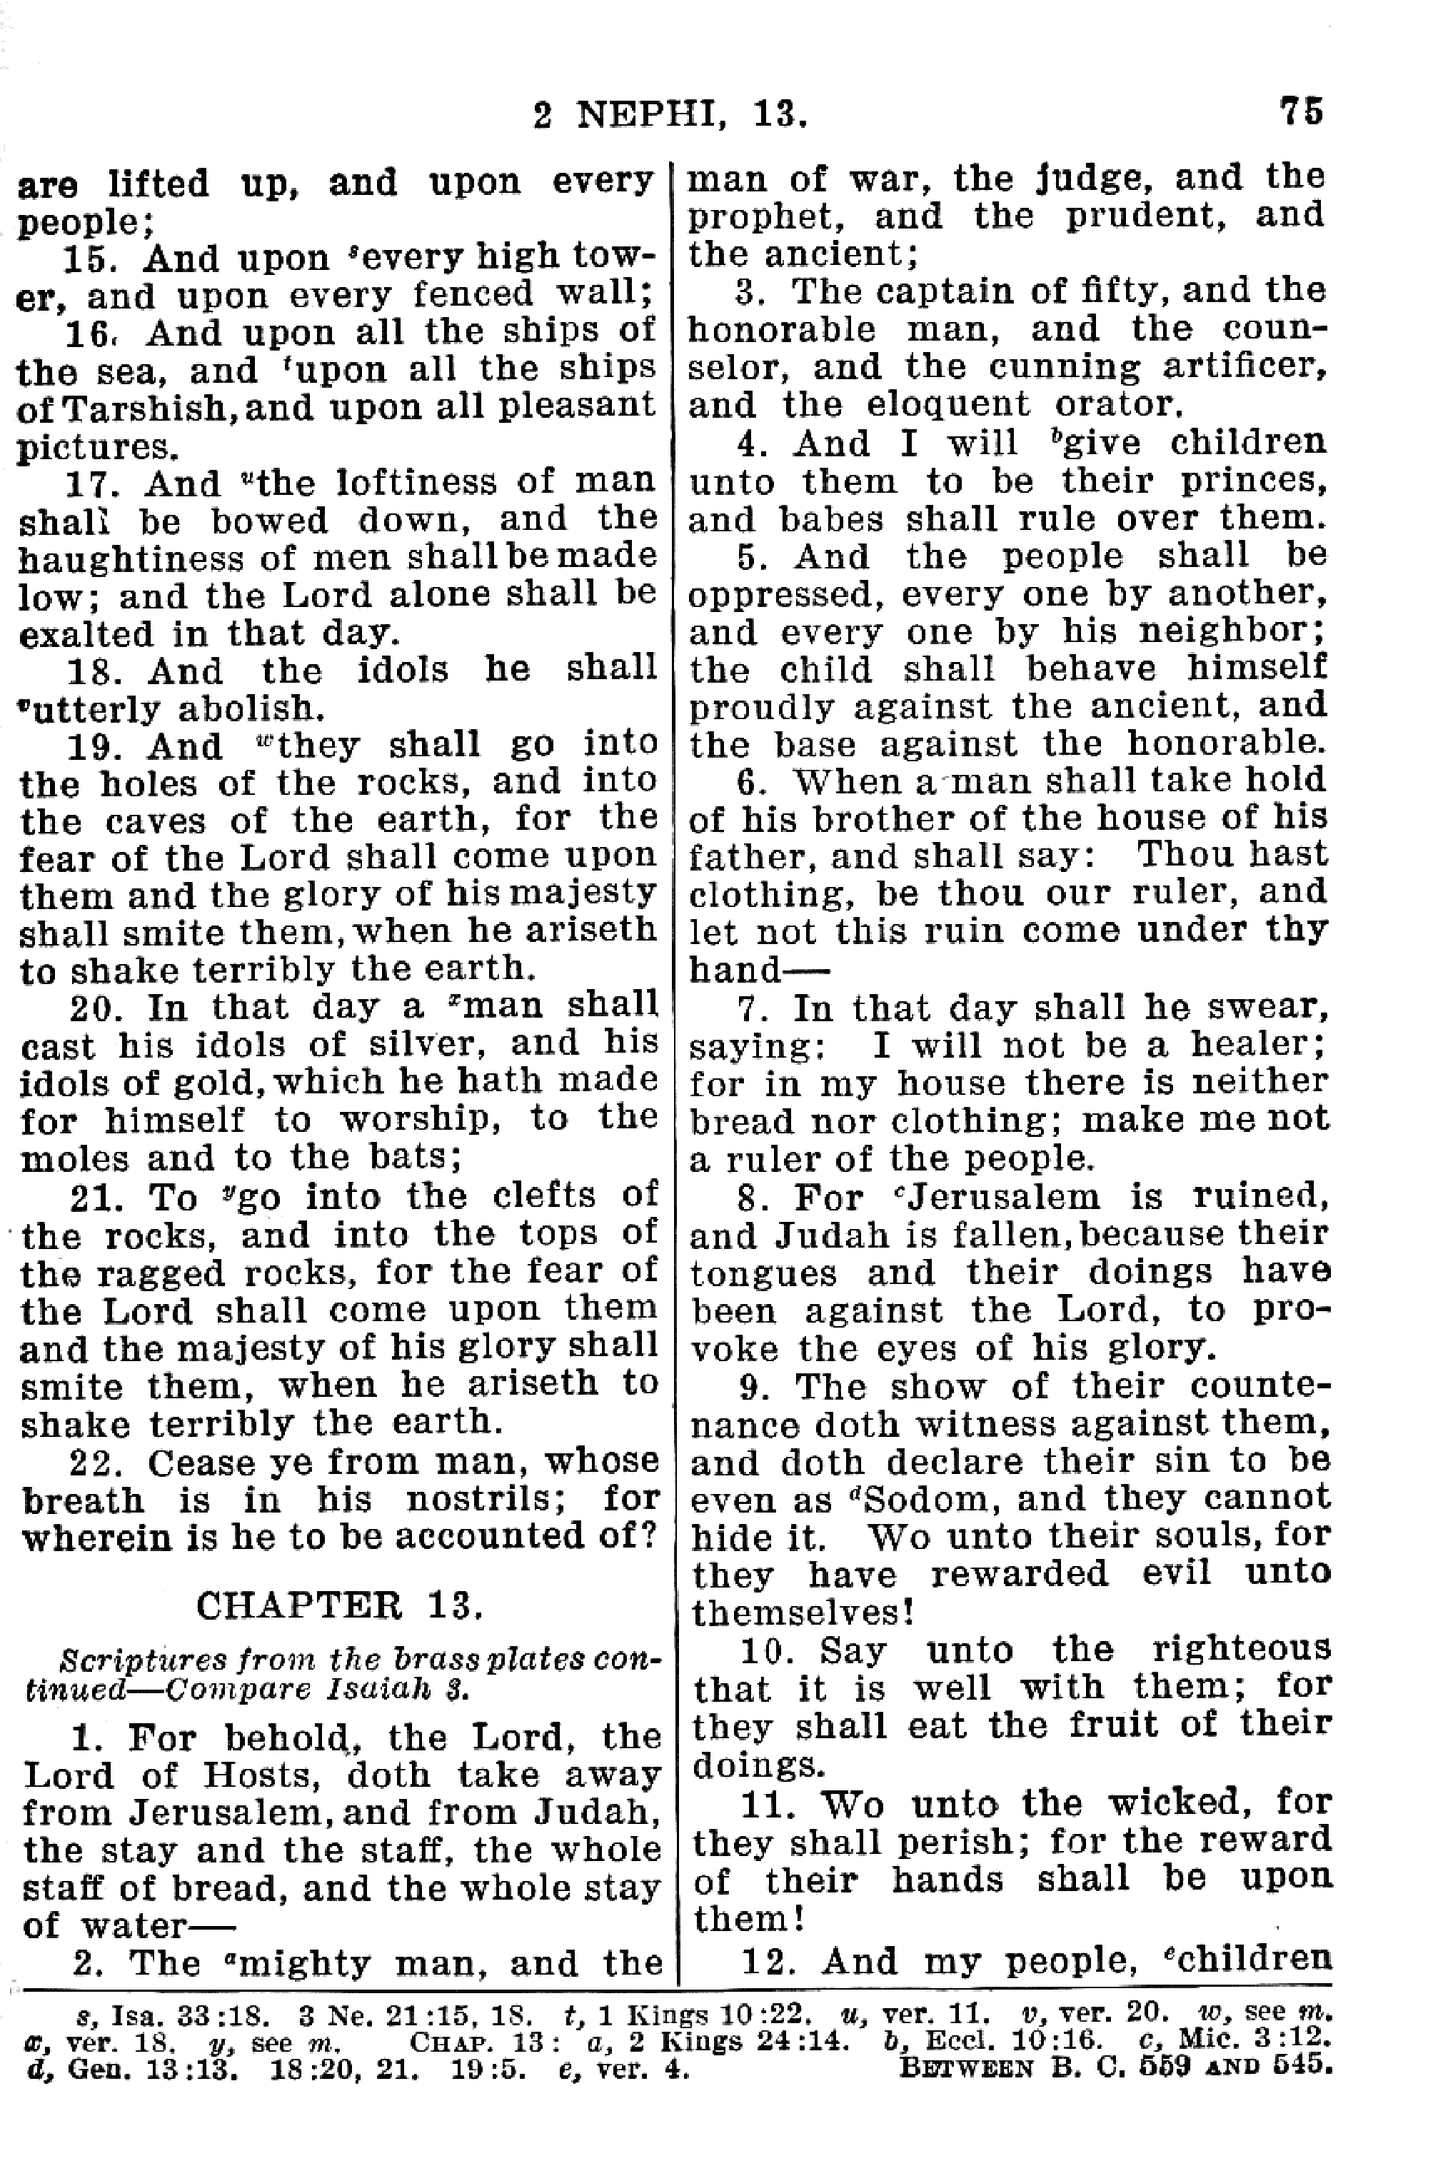 2 NEPHI, 13.
75
are lifted up, and upon every
people;
15. And upon ˢevery high tow-
er, and upon every fenced wall;
16. And upon all the ships of
the sea, and ᵗupon all the ships
of Tarshish, and upon all pleasant
pictures.
17. And ᵘthe loftiness of man
shall be bowed down, and the
haughtiness of men shall be made
low; and the Lord alone shall be
exalted in that day.
18. And the idols he shall
ᵛutterly abolish.
19. And ʷthey shall go into
the holes of the rocks, and into
the caves of the earth, for the
fear of the Lord shall come upon
them and the glory of his majesty
shall smite them, when he ariseth
to shake terribly the earth.
20. In that day a ˣman shall
cast his idols of silver, and his
idols of gold, which he hath made
for himself to worship, to the
moles and to the bats;
21. To ʸgo into the clefts of
the rocks, and into the tops of
the ragged rocks, for the fear of
the Lord shall come upon them
and the majesty of his glory shall
smite them, when he ariseth to
shake terribly the earth.
22. Cease ye from man, whose
breath is in his nostrils; for
wherein is he to be accounted of?
CHAPTER 13.
Scriptures from the brass plates con-
tinued—Compare Isaiah 3.
1. For behold, the Lord, the
Lord of Hosts, doth take away
from Jerusalem, and from Judah,
the stay and the staff, the whole
staff of bread, and the whole stay
of water—
2. The ᵃmighty man, and the
man of war, the judge, and the
prophet, and the prudent, and
the ancient;
3. The captain of fifty, and the
honorable man, and the coun-
selor, and the cunning artificer,
and the eloquent orator.
4. And I will ᵇgive children
unto them to be their princes,
and babes shall rule over them.
5. And the people shall be
oppressed, every one by another,
and every one by his neighbor;
the child shall behave himself
proudly against the ancient, and
the base against the honorable.
6. When a man shall take hold
of his brother of the house of his
father, and shall say: Thou hast
clothing, be thou our ruler, and
let not this ruin come under thy
hand—
7. In that day shall he swear,
saying: I will not be a healer;
for in my house there is neither
bread nor clothing; make me not
a ruler of the people.
8. For ᶜJerusalem is ruined,
and Judah is fallen, because their
tongues and their doings have
been against the Lord, to pro-
voke the eyes of his glory.
9. The show of their counte-
nance doth witness against them,
and doth declare their sin to be
even as ᵈSodom, and they cannot
hide it. Wo unto their souls, for
they have rewarded evil unto
themselves!
10. Say unto the righteous
that it is well with them; for
they shall eat the fruit of their
doings.
11. Wo unto the wicked, for
they shall perish; for the reward
of their hands shall be upon
them!
12. And my people, ᵉchildren
s, Isa. 33:18. 3 Ne. 21:15, 18. t, 1 Kings 10:22. u, ver. 11. v, ver. 20. w, see m.
x, ver. 18. y, see m. CHAP. 13: a, 2 Kings 24:14. b, Eccl. 10:16. c, Mic. 3:12.
d, Gen. 13:13. 18:20, 21. 19:5. e, ver. 4. BETWEEN B. C. 559 AND 545.